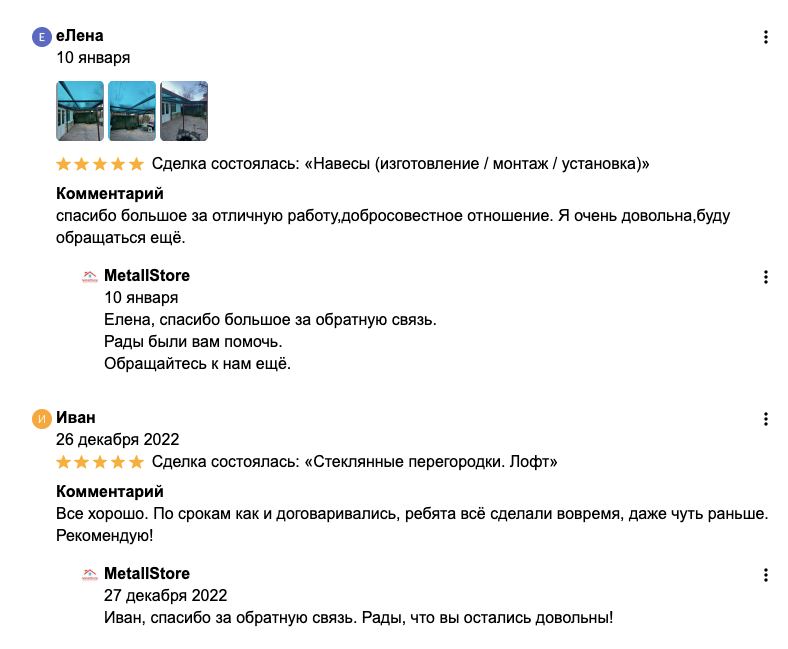 Е
еЛена
10 января
Сделка состоялась: «Навесы (изготовление / монтаж / установка)»
Комментарий
спасибо большое за отличную работу,добросовестное отношение. Я очень довольна,буду
обращаться ещё.
MetallStore
10 января
Елена, спасибо большое за обратную связь.
Рады были вам помочь.
Обращайтесь к нам ещё.
И
Иван
26 декабря 2022
Сделка состоялась: «Стеклянные перегородки. Лофт»
Комментарий
Все хорошо. По срокам как и договаривались, ребята всё сделали вовремя, даже чуть раньше.
Рекомендую!
MetallStore
27 декабря 2022
Иван, спасибо за обратную связь. Рады, что вы остались довольны!